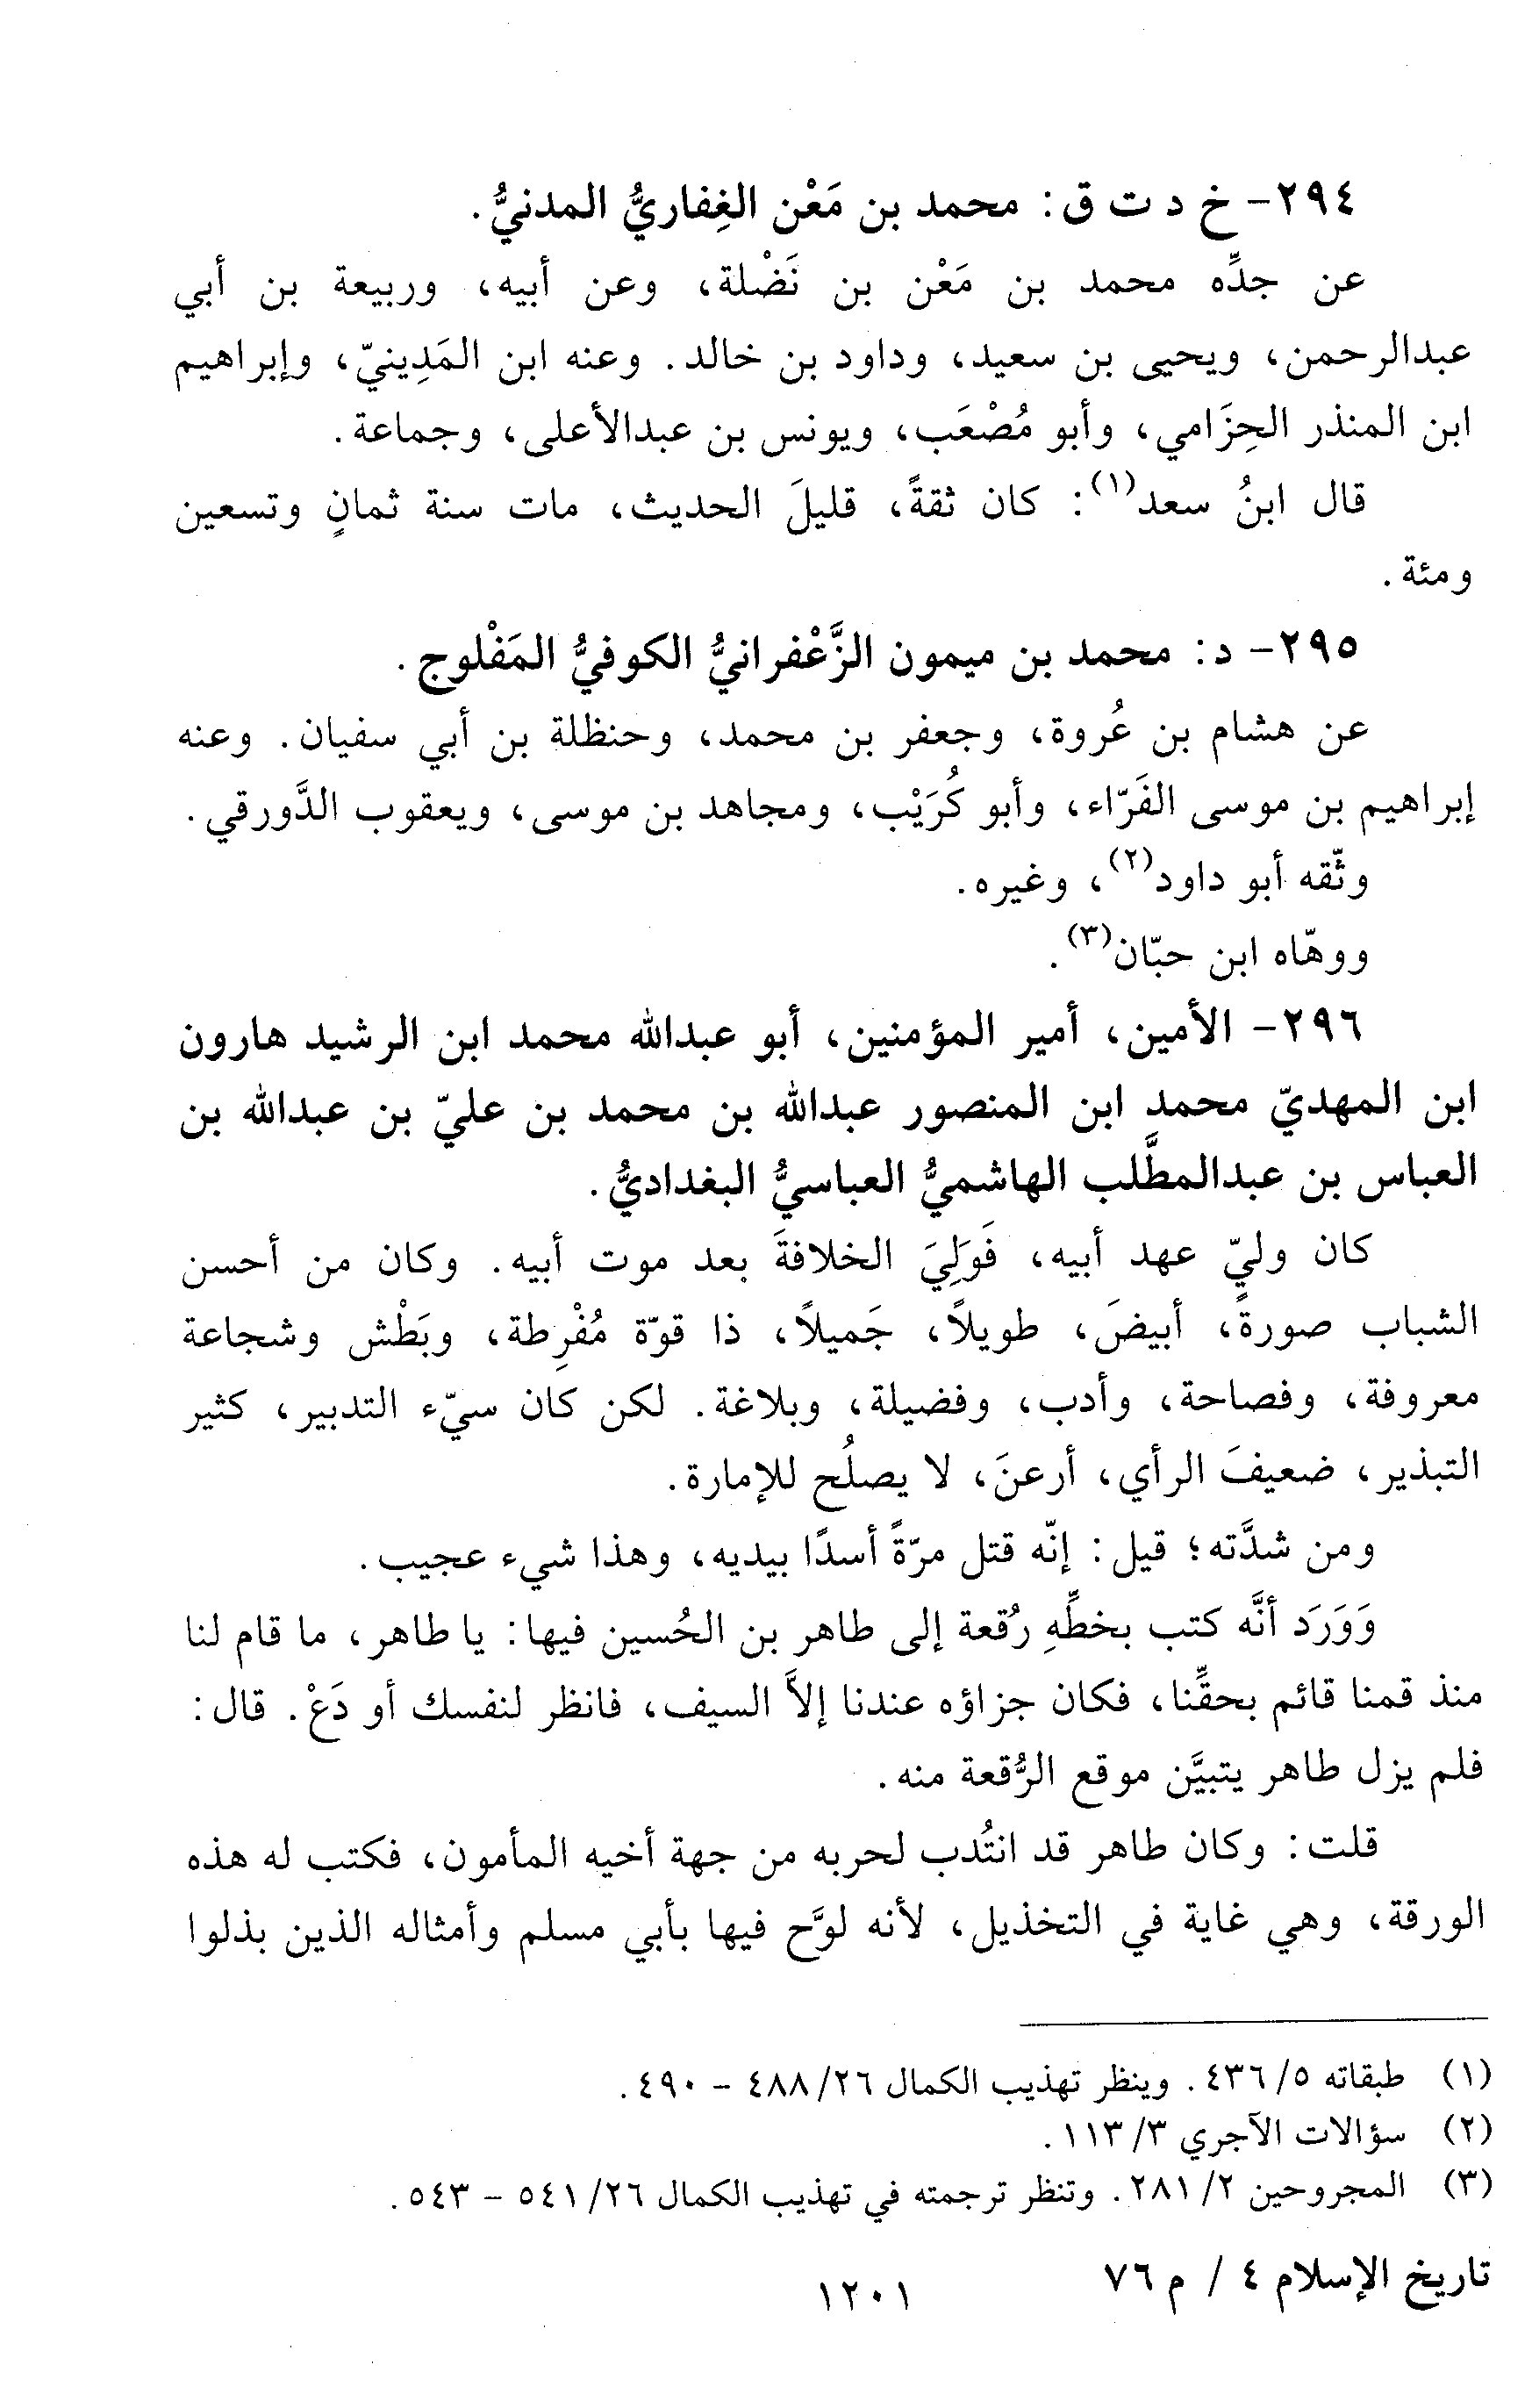 ٢٩٤- خ د ت ق: محمد بن مَعْن الغِفاريُّ المدنيُّ.
عن جدِّه محمد بن مَعْن بن نَضْلة، وعن أبيه، وربيعة بن أبي
عبدالرحمن، ويحيى بن سعيد، وداود بن خالد. وعنه ابن المَدِينيّ، وإبراهيم
ابن المنذر الحِزَامي، وأبو مُصْعَب، ويونس بن عبدالأعلى، وجماعة.
قال ابنُ سعد(١): كان ثقةً، قليلَ الحديث، مات سنة ثمانٍ وتسعين
ومئة.
٢٩٥- د: محمد بن ميمون الزَّعْفرانيُّ الكوفيُّ المَفْلوج.
عن هشام بن عُروة، وجعفر بن محمد، وحنظلة بن أبي سفيان. وعنه
إبراهيم بن موسى الفَرّاء، وأبو كُرَيْب، ومجاهد بن موسى، ويعقوب الدَّورقي.
وثّقه أبو داود(٢)، وغيره.
ووهّاه ابن حبّان(٣).
٢٩٦- الأمين، أمير المؤمنين، أبو عبدالله محمد ابن الرشيد هارون
ابن المهديّ محمد ابن المنصور عبدالله بن محمد بن عليّ بن عبدالله بن
العباس بن عبدالمطَّلب الهاشميُّ العباسيُّ البغداديُّ.
كان وليّ عهد أبيه، فَوَلِيَ الخلافةَ بعد موت أبيه. وكان من أحسن
الشباب صورةً، أبيضَ، طويلاً، جَميلاً، ذا قوّة مُفْرِطة، وبَطْش وشجاعة
معروفة، وفصاحة، وأدب، وفضيلة، وبلاغة. لكن كان سيّء التدبير، كثير
التبذير، ضعيفَ الرأي، أرعنَ، لا يصلُح للإمارة.
ومن شدَّته؛ قيل: إنّه قتل مرّةً أسدًا بيديه، وهذا شيء عجيب.
وَوَرَد أنَّه كتب بخطِّهِ رُقعة إلى طاهر بن الحُسين فيها: يا طاهر، ما قام لنا
منذ قمنا قائم بحقِّنا، فكان جزاؤه عندنا إلاَّ السيف، فانظر لنفسك أو دَعْ. قال:
فلم يزل طاهر يتبيَّن موقع الرُّقعة منه.
قلت: وكان طاهر قد انتُدب لحربه من جهة أخيه المأمون، فكتب له هذه
الورقة، وهي غاية في التخذيل، لأنه لوَّح فيها بأبي مسلم وأمثاله الذين بذلوا
(١) طبقاته ٥/ ٤٣٦. وينظر تهذيب الكمال ٢٦/ ٤٨٨ - ٤٩٠.
(٢) سؤالات الآجري ٣/ ١١٣.
(٣) المجروحين ٢/ ٢٨١. وتنظر ترجمته في تهذيب الكمال ٢٦/ ٥٤١ - ٥٤٣.
تاريخ الإسلام ٤ / م ٧٦
١٢٠١